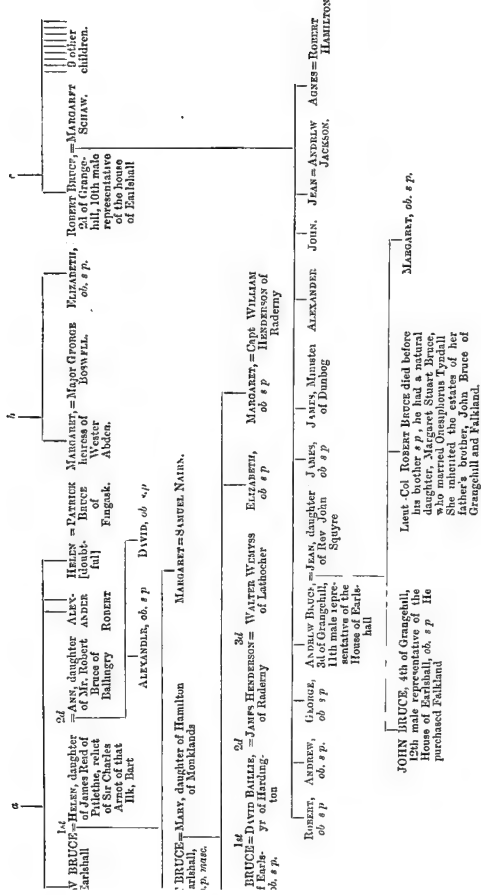 a
h
c
1st
2d
W BRUCE=HELEN, daughter
Earlshall
of James Reid of
Pitlethie, relict
of Sir Charles
Arnot of that
Ilk, Bart
=ANN, daughter
of Mr. Robert
Bruce of
Balhngry
ALEX-
ANDER
ROBERT
HELEN
[doubt-
ful]
=PATRICK
BRUCE
of
Fingask.
MARGARET,
heiress of
Wester
Abden.
=Major GEORGE
BOSWELL.
ELIZABETH,
ob. s p.
ROBERT BRUCE,
2d of Grange-
hill, 10th male
representative
of the house
of Earlshall
=MARGARET
SCHAW.
9 other
children.
ALEXANDER, ob. s p
DAVID, ob s.p
BRUCE=MARY, daughter of Hamilton
arlshall,
of Monklands
s.p. masc.
MARGARET=SAMUEL NAIRN.
1st
2d
3d
BRUCE=DAVID BAILLIE,
f Earls-
ob. s p.
yr of Harding-
ton
=JAMES HENDERSON
of Raderny
=WALTER WEMYSS
of Lathocher
ELIZABETH,
ob s p
MARGARET,
ob s p
=Capt WILLIAM
HENDERSON of
Raderny
ROBERT,
ob s p
ANDREW,
ob. s p.
GEORGE,
ob s p
ANDREW BRUCE,
3d of Grangehill,
11th male repre-
sentative of the
House of Earls-
hall
=JEAN, daughter
of Rev John
Squyre
JAMES,
ob s p
JAMES, Minister
of Dunbog
ALEXANDER
JOHN.
JEAN=ANDREW
JACKSON.
AGNES=ROBERT
HAMILTON
JOHN BRUCE, 4th of Grangehill,
12th male representative of the
House of Earlshall, ob. s p He
purchased Falkland
Lieut-Col ROBERT BRUCE died before
his brother s p, he had a natural
daughter, Margaret Stuart Bruce,
who married Onesiphorus Tyndall
She inherited the estates of her
father's brother, John Bruce of
Grangehill and Falkland.
MARGARET, ob. s p.